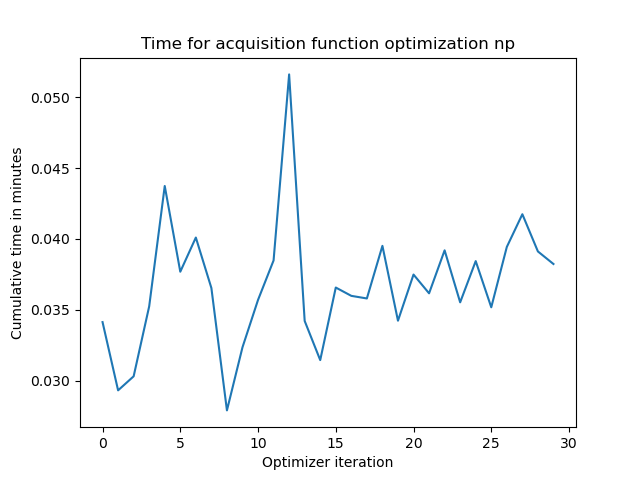 Time for acquisition function optimization np
Cumulative time in minutes
0.050
0.045
0.040
0.035
0.030
0 5 10 15 20 25 30
Optimizer iteration